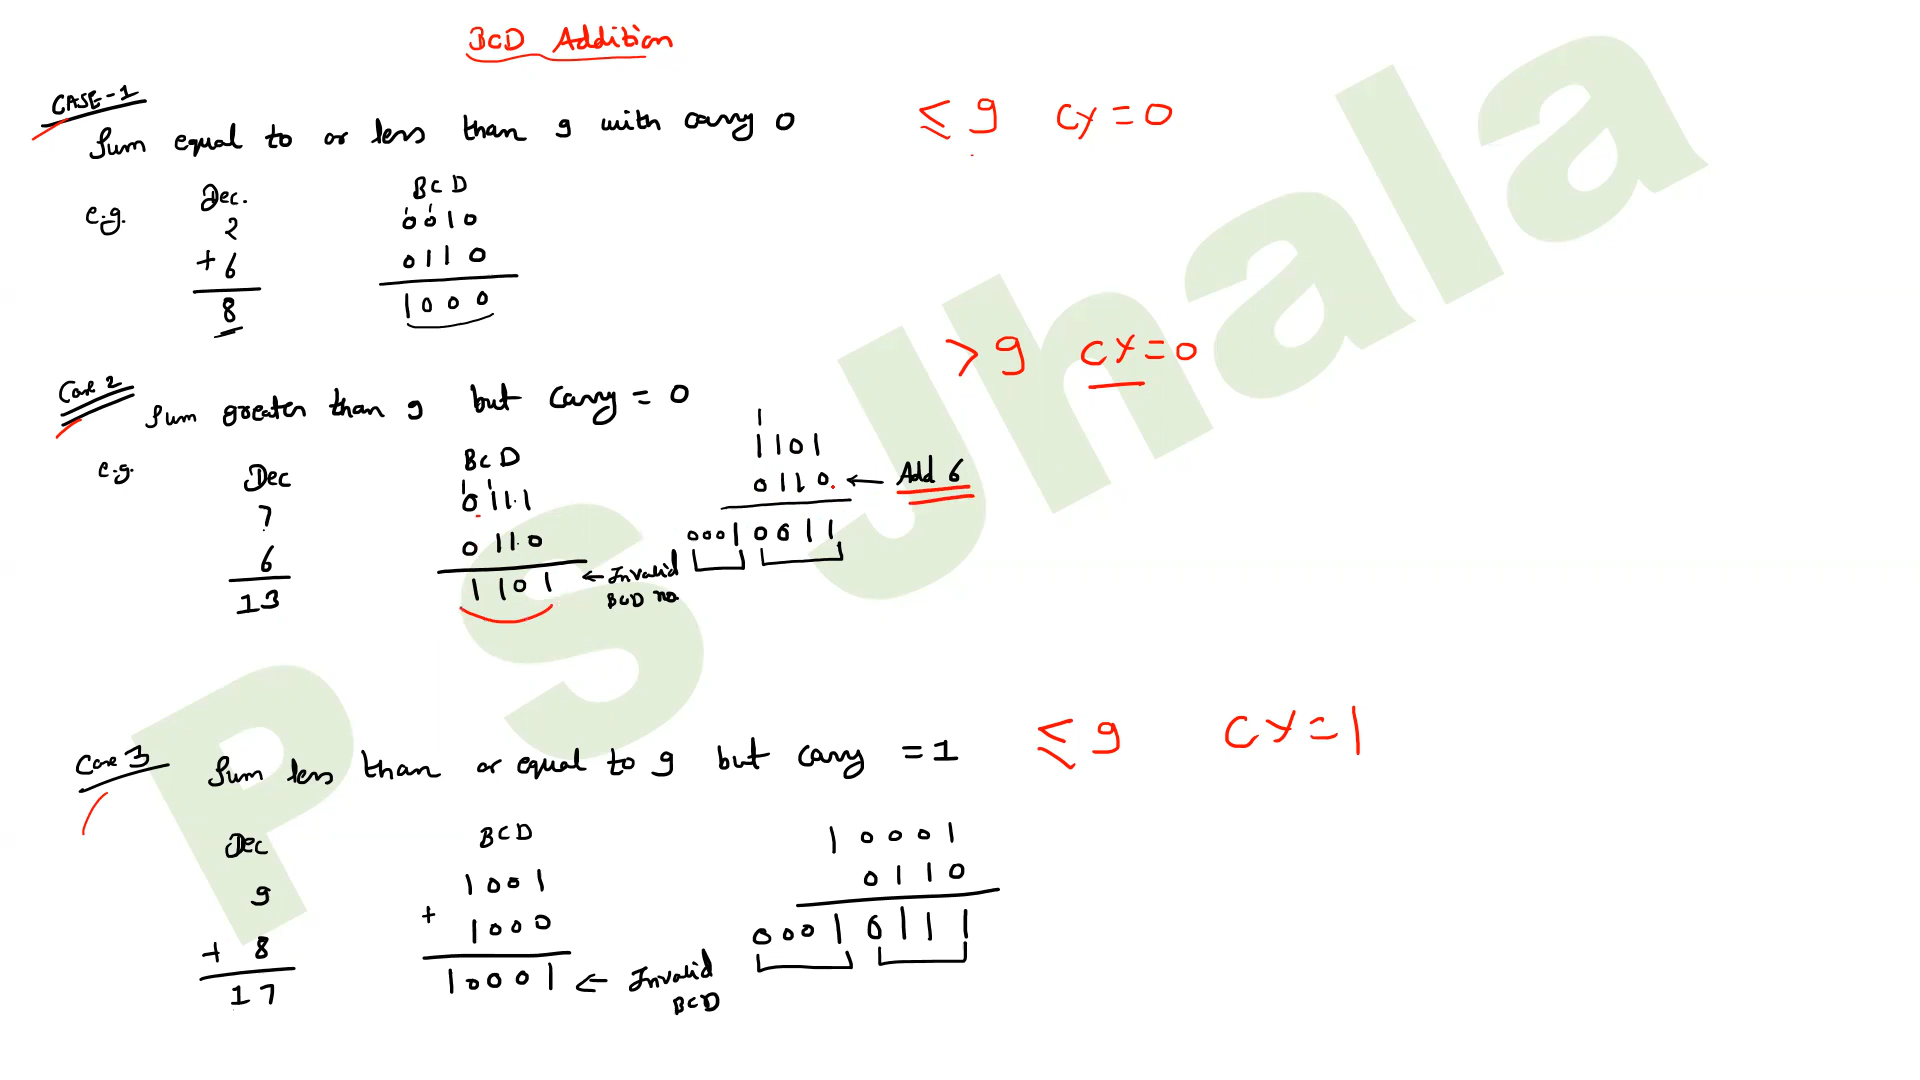 BCD Addition
CASE-1
Sum equal to or less than 9 with carry 0
≤ 9 CY = 0
e.g. Dec. BCD
2 0010
+ 6 0110
8 1000
> 9 CY = 0
Case 2
Sum greater than 9 but carry = 0
e.g. Dec BCD
7 0111
6 0110
13 1101 ← Invalid BCD no.
1
1101
0110 ← Add 6
0001 0011
Case 3 Sum less than or equal to 9 but carry = 1
≤ 9 CY = 1
Dec BCD
9 1001
+ 8 + 1000
17 10001 ← Invalid BCD
1 0001
0110
0001 0111
P S Jhala